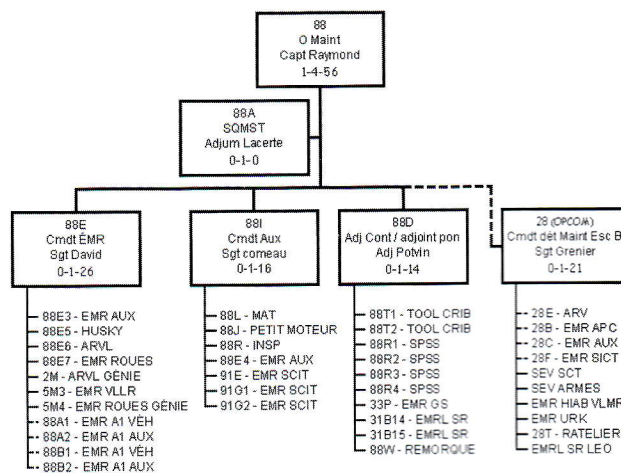 88
O Maint
Capt Raymond
1-4-56
88A
SQMST
Adjum Lacerte
0-1-0
88E
Cmdt ÉMR
Sgt David
0-1-26
88E3 - EMR AUX
88E5 - HUSKY
88E6 - ARVL
88E7 - EMR ROUES
2M - ARVL GÉNIE
5M3 - EMR VLLR
5M4 - EMR ROUES GÉNIE
88A1 - EMR A1 VÉH
88A2 - EMR A1 AUX
88B1 - EMR A1 VÉH
88B2 - EMR A1 AUX
88I
Cmdt Aux
Sgt comeau
0-1-16
88L - MAT
88J - PETIT MOTEUR
88R - INSP
88E4 - EMR AUX
91E - EMR SCIT
91G1 - EMR SCIT
91G2 - EMR SCIT
88D
Adj Cont / adjoint pon
Adj Potvin
0-1-14
88T1 - TOOL CRIB
88T2 - TOOL CRIB
88R1 - SPSS
88R2 - SPSS
88R3 - SPSS
88R4 - SPSS
33P - EMR GS
31B14 - EMRL SR
31B15 - EMRL SR
88W - REMORQUE
28 (OPCOM)
Cmdt dét Maint Esc B
Sgt Grenier
0-1-21
28E - ARV
28B - EMR APC
28C - EMR AUX
28F - EMR SICT
SEV SCT
SEV ARMES
EMR HIAB VLMR
EMR URK
28T - RATELIER
EMRL SR LEO